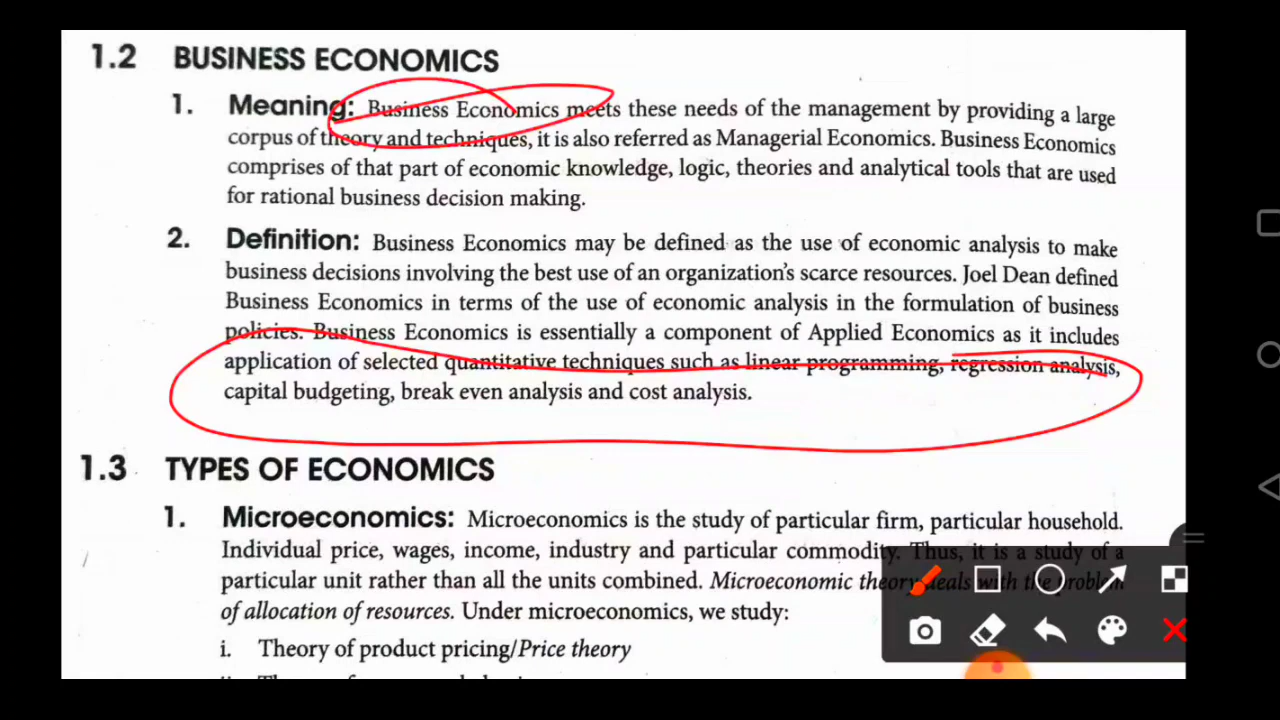 1.2 BUSINESS ECONOMICS
1. Meaning: Business Economics meets these needs of the management by providing a large
corpus of theory and techniques, it is also referred as Managerial Economics. Business Economics
comprises of that part of economic knowledge, logic, theories and analytical tools that are used
for rational business decision making.
2. Definition: Business Economics may be defined as the use of economic analysis to make
business decisions involving the best use of an organization's scarce resources. Joel Dean defined
Business Economics in terms of the use of economic analysis in the formulation of business
policies. Business Economics is essentially a component of Applied Economics as it includes
application of selected quantitative techniques such as linear programming, regression analysis,
capital budgeting, break even analysis and cost analysis.
1.3 TYPES OF ECONOMICS
1. Microeconomics: Microeconomics is the study of particular firm, particular household.
Individual price, wages, income, industry and particular commodity. Thus, it is a study of a
particular unit rather than all the units combined. Microeconomic theory deals with the problem
of allocation of resources. Under microeconomics, we study:
i. Theory of product pricing/Price theory